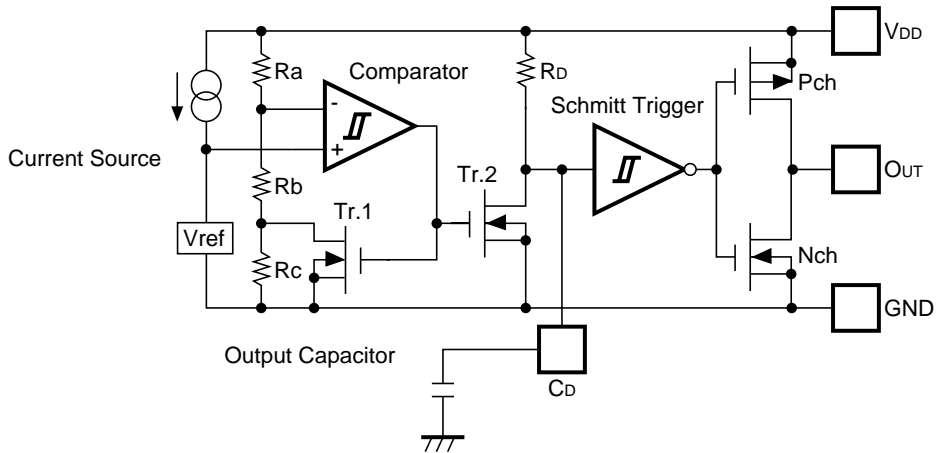 VDD
Ra
Comparator
RD
Pch
Schmitt Trigger
-
+
Current Source
OUT
Rb
Tr.2
Tr.1
Vref
Rc
Nch
GND
Output Capacitor
CD